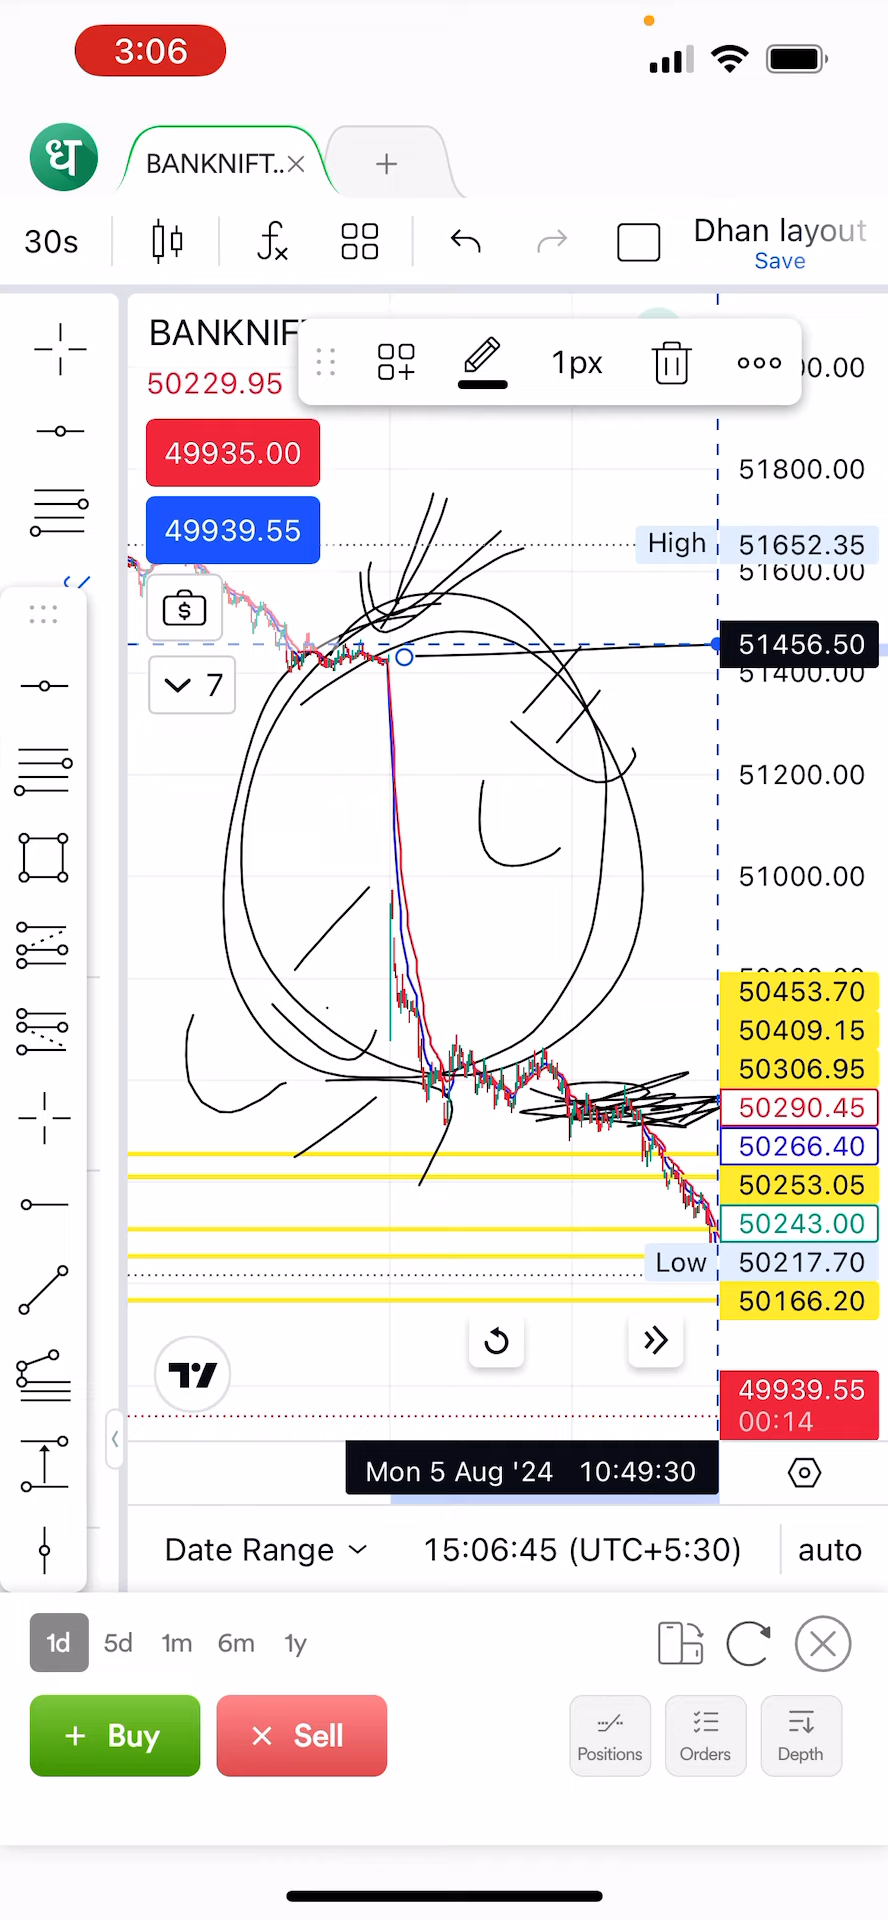 3:06
ध
BANKNIFT..
30s
Dhan layout
Save
BANKNIF
1px
50229.95
49935.00
49939.55
51800.00
High 51652.35
51600.00
51456.50
51400.00
7
51200.00
51000.00
50453.70
50409.15
50306.95
50290.45
50266.40
50253.05
50243.00
Low 50217.70
50166.20
49939.55
00:14
Mon 5 Aug '24 10:49:30
Date Range 15:06:45 (UTC+5:30) auto
1d 5d 1m 6m 1y
+ Buy × Sell
Positions Orders Depth